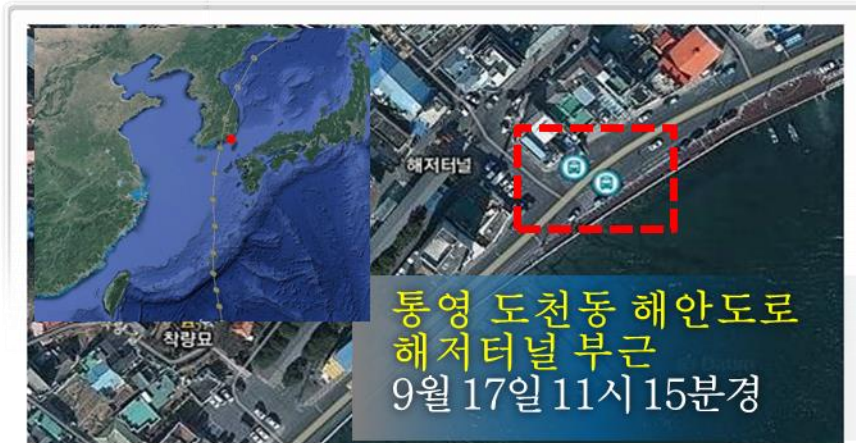 해저터널
통영 도천동 해안도로
해저터널 부근
9월 17일 11시 15분경
착량묘